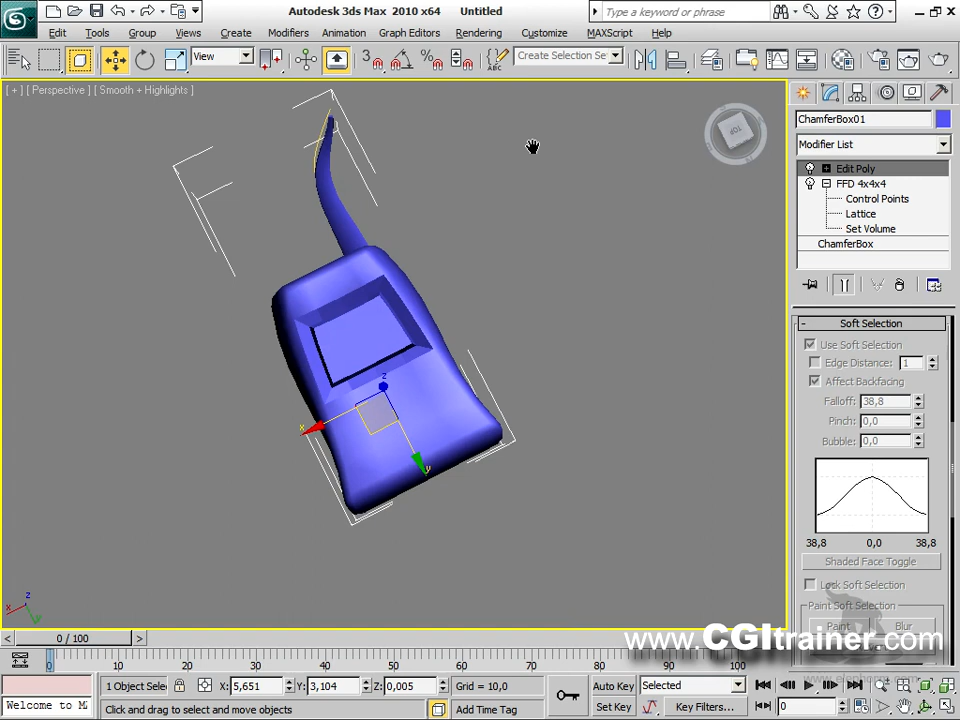 Autodesk 3ds Max 2010 x64 Untitled
Type a keyword or phrase
Edit Tools Group Views Create Modifiers Animation Graph Editors Rendering Customize MAXScript Help
View
3
Create Selection Se
[ + ] [ Perspective ] [ Smooth + Highlights ]
TOP
ChamferBox01
Modifier List
Edit Poly
FFD 4x4x4
Control Points
Lattice
Set Volume
ChamferBox
- Soft Selection
Use Soft Selection
Edge Distance: 1
Affect Backfacing
Falloff: 38,8
Pinch: 0,0
Bubble: 0,0
38,8 0,0 38,8
Shaded Face Toggle
Lock Soft Selection
Paint Soft Selection
Paint Blur
z
x
y
z
x
y
www.CGItrainer.com
< 0 / 100 >
0 10 20 30 40 50 60 70 80 90 100
1 Object Selec X: 5,651 Y: 3,104 Z: 0,005 Grid = 10,0
Auto Key Selected
Welcome to M
Click and drag to select and move objects
Add Time Tag
Set Key Key Filters...
0